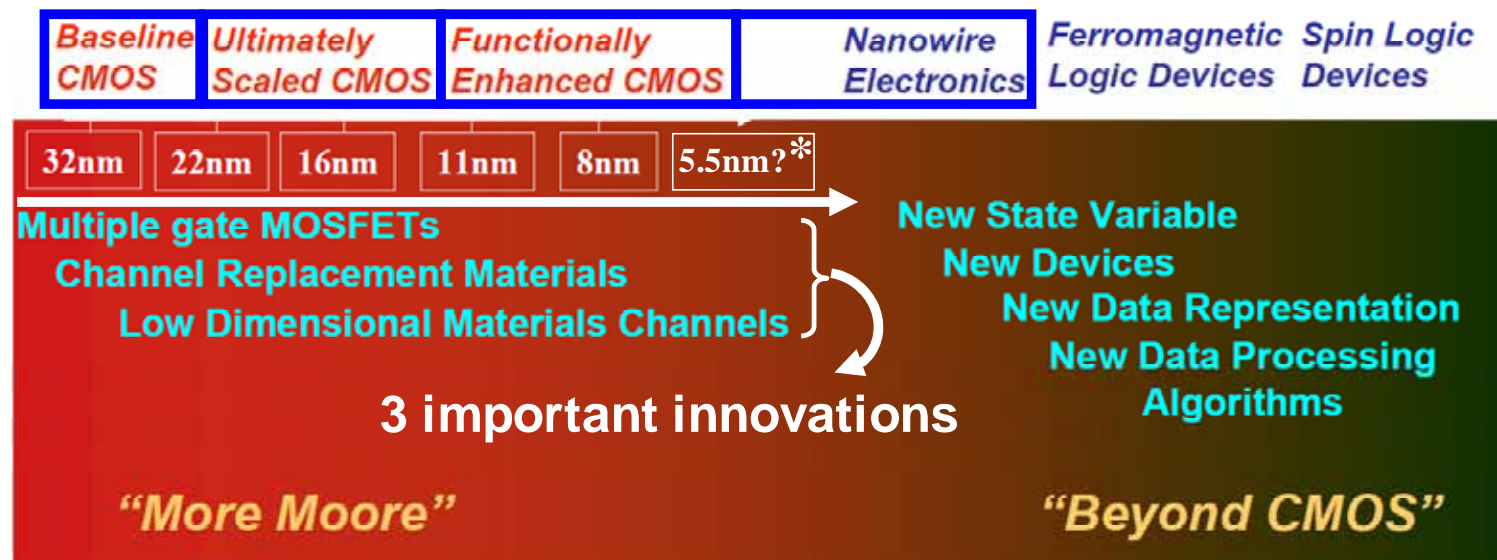 Baseline CMOS
Ultimately Scaled CMOS
Functionally Enhanced CMOS
Nanowire Electronics
Ferromagnetic Logic Devices
Spin Logic Devices
32nm
22nm
16nm
11nm
8nm
5.5nm?*
Multiple gate MOSFETs
Channel Replacement Materials
Low Dimensional Materials Channels
3 important innovations
New State Variable
New Devices
New Data Representation
New Data Processing
Algorithms
“More Moore”
“Beyond CMOS”